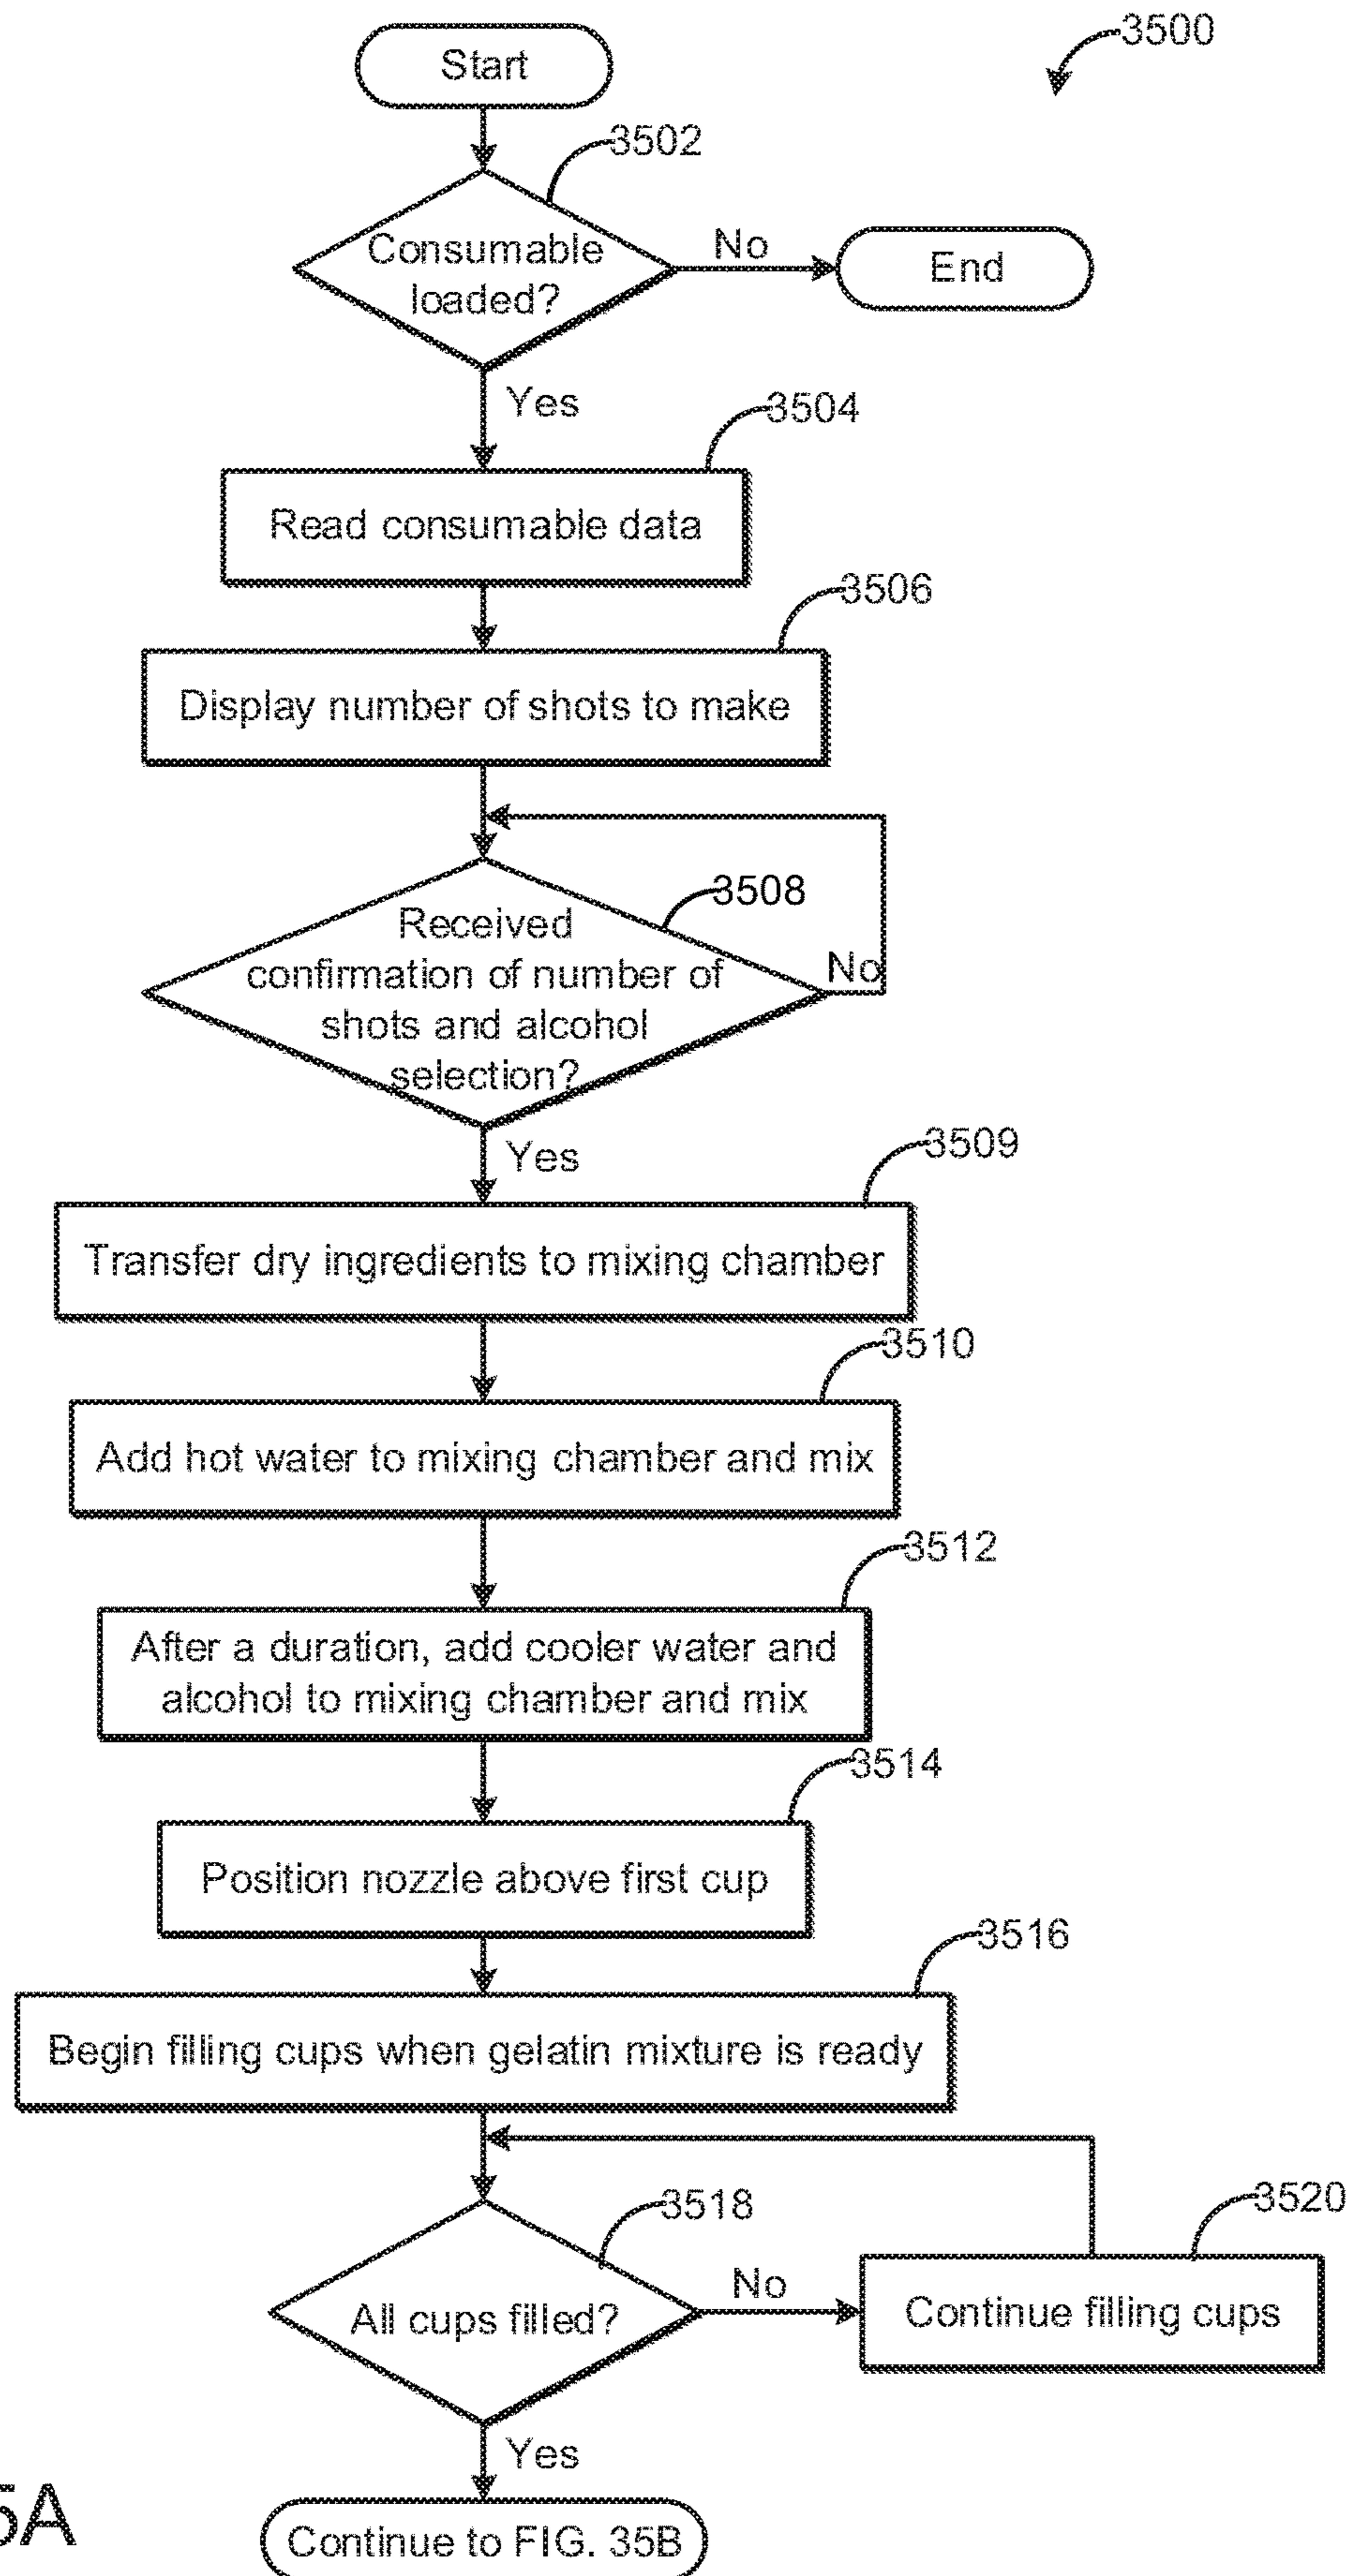 3500
Start
3502
Consumable
loaded?
No
End
Yes
3504
Read consumable data
3506
Display number of shots to make
3508
Received
confirmation of number of
shots and alcohol
selection?
No
Yes
3509
Transfer dry ingredients to mixing chamber
3510
Add hot water to mixing chamber and mix
3512
After a duration, add cooler water and
alcohol to mixing chamber and mix
3514
Position nozzle above first cup
3516
Begin filling cups when gelatin mixture is ready
3518
All cups filled?
No
3520
Continue filling cups
Yes
5A
Continue to FIG. 35B